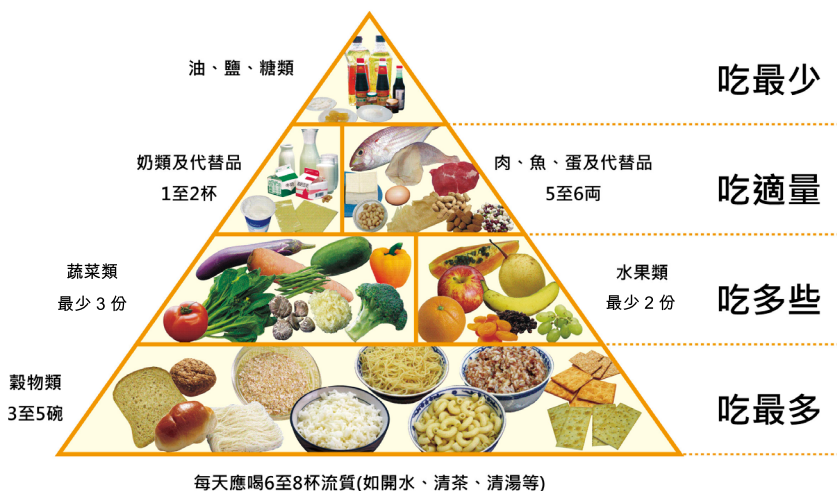 油、鹽、糖類
吃最少
奶類及代替品
1至2杯
肉、魚、蛋及代替品
5至6両
吃適量
蔬菜類
最少 3 份
水果類
最少 2 份
吃多些
穀物類
3至5碗
吃最多
每天應喝6至8杯流質(如開水、清茶、清湯等)